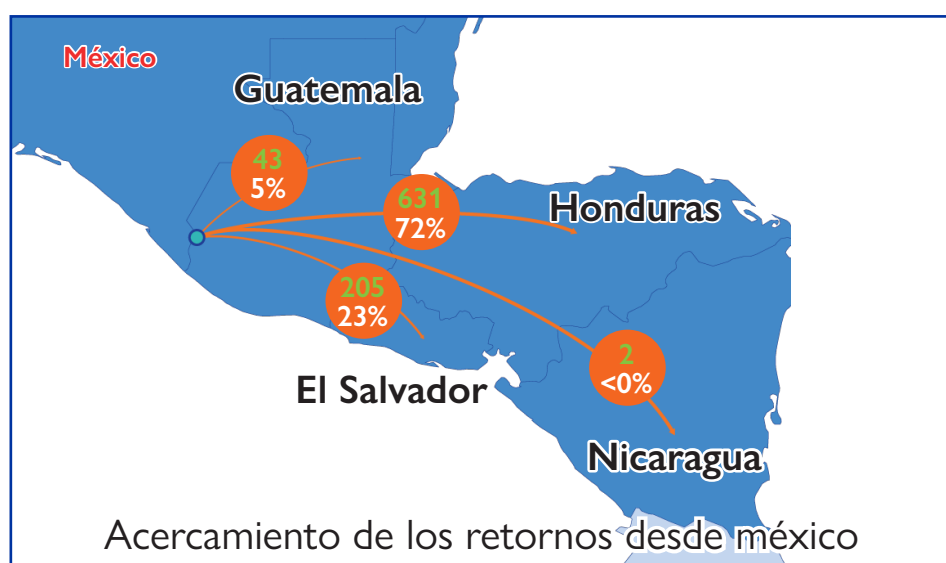 México
Guatemala
43
5%
631
72%
Honduras
205
23%
2
<0%
El Salvador
Nicaragua
Acercamiento de los retornos desde méxico